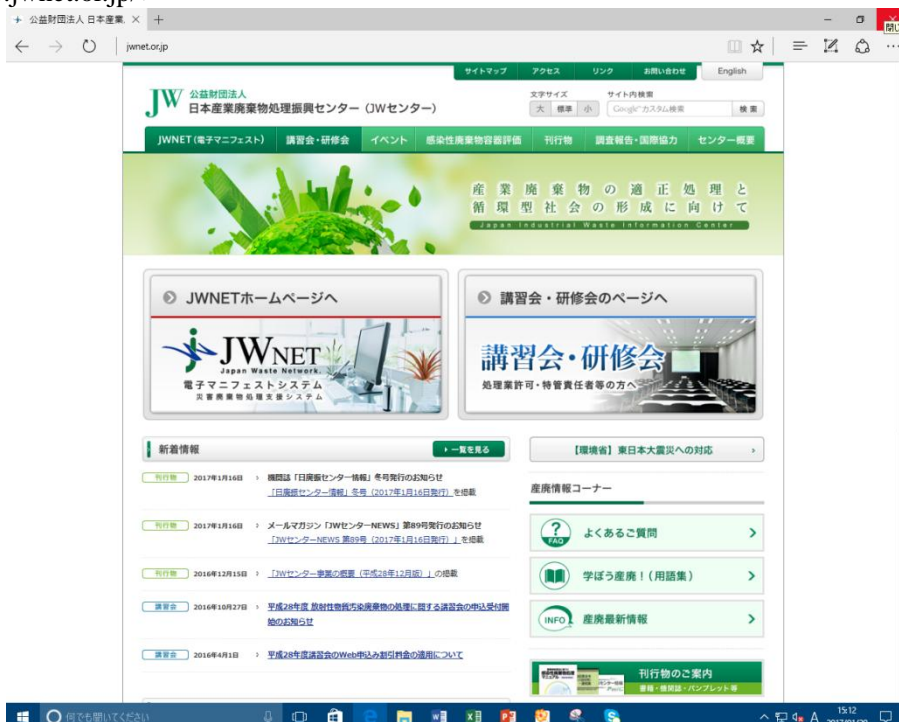 公益財団法人 日本産業
jwnet.or.jp
サイトマップ アクセス リンク お問い合わせ English
JW 公益財団法人
日本産業廃棄物処理振興センター（JWセンター）
文字サイズ サイト内検索
大 標準 小 Google カスタム検索 検索
JWNET(電子マニフェスト) 講習会・研修会 イベント 感染性廃棄物容器評価 刊行物 調査報告・国際協力 センター概要
産業廃棄物の適正処理と
循環型社会の形成に向けて
Japan Industrial Waste Information Center
JWNETホームページへ
JWNET
Japan Waste Network.
電子マニフェストシステム
災害廃棄物処理支援システム
講習会・研修会のページへ
講習会・研修会
処理業許可・特管責任者等の方へ
新着情報 一覧を見る
刊行物 2017年1月16日 機関誌「日廃振センター情報」冬号発行のお知らせ
「日廃振センター情報」冬号（2017年1月16日発行）を掲載
刊行物 2017年1月16日 メールマガジン「JWセンターNEWS」第89号発行のお知らせ
「JWセンターNEWS 第89号（2017年1月16日発行）」を掲載
刊行物 2016年12月15日 「JWセンター事業の概要（平成28年12月版）」の掲載
講習会 2016年10月27日 平成28年度 放射性物質汚染廃棄物の処理に関する講習会の申込受付開
始のお知らせ
講習会 2016年4月1日 平成28年度講習会のWeb申込み割引料金の適用について
【環境省】東日本大震災への対応
産廃情報コーナー
FAQ よくあるご質問
学ぼう産廃！(用語集)
INFO 産廃最新情報
刊行物のご案内
書籍・機関誌・パンフレット等
何でも聞いてください
A 15:12